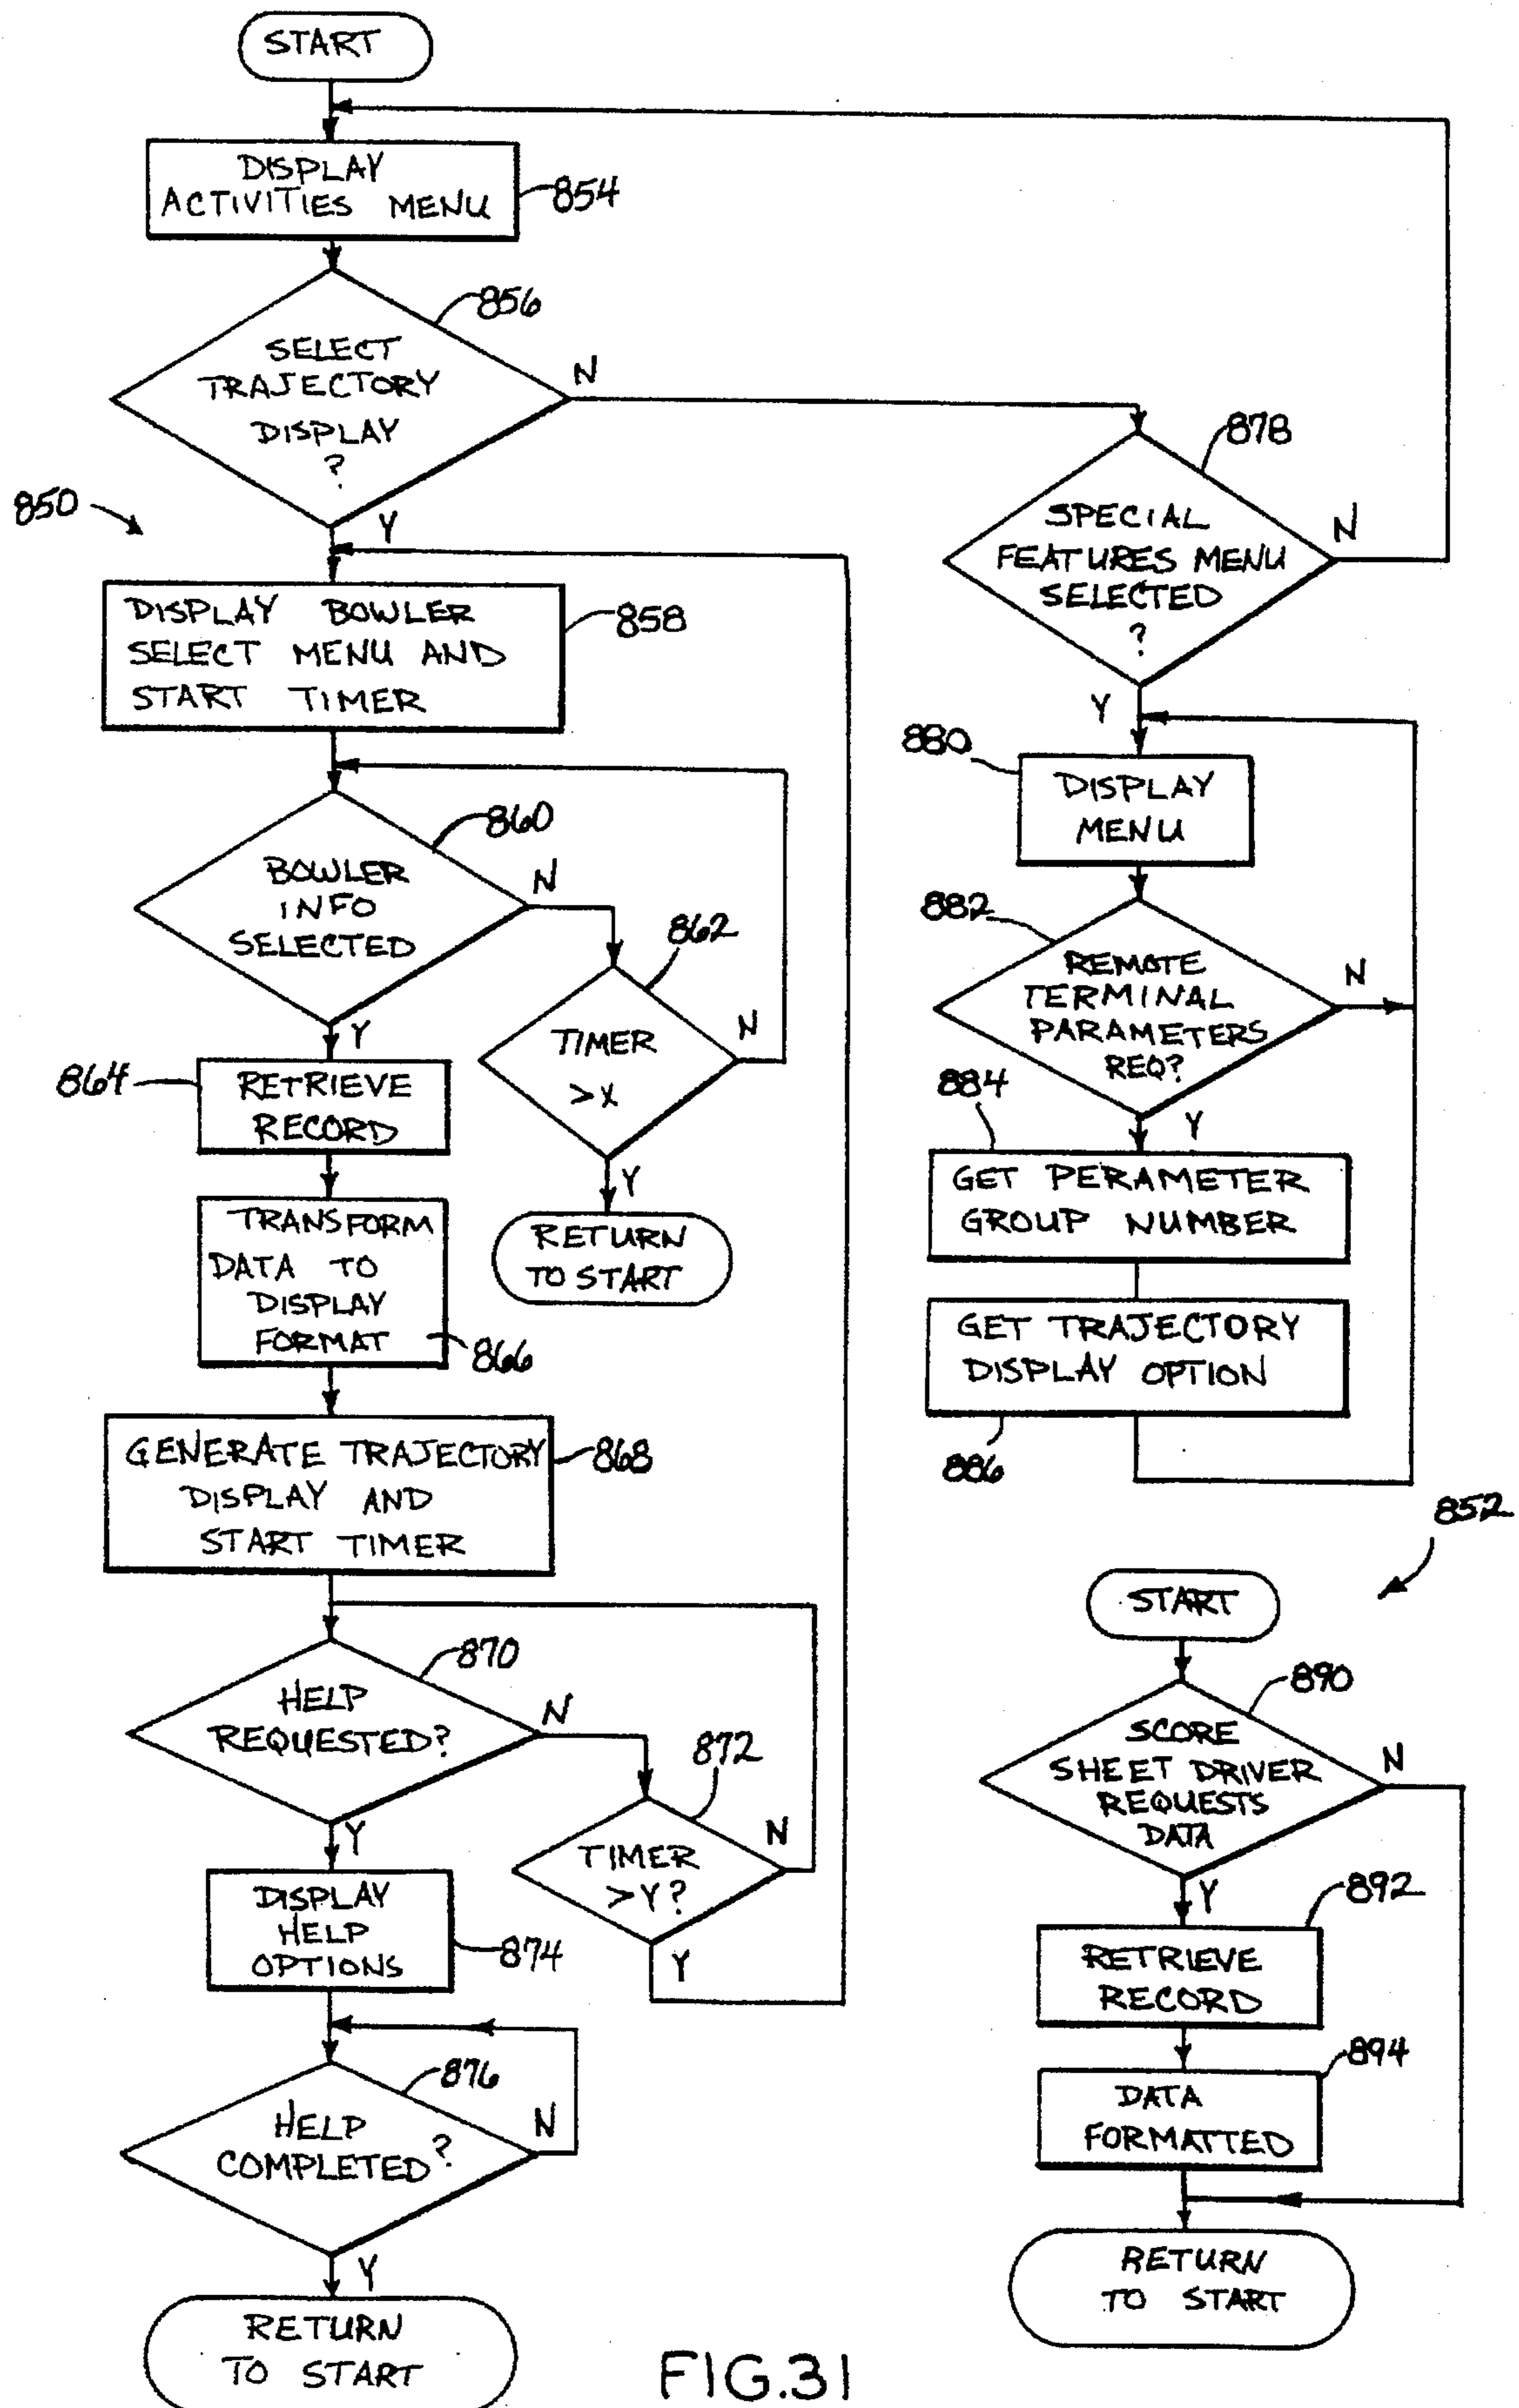 START
DISPLAY
ACTIVITIES MENU
854
856
SELECT
TRAJECTORY
DISPLAY
?
N
Y
850
DISPLAY BOWLER
SELECT MENU AND
START TIMER
858
860
BOWLER
INFO
SELECTED
N
Y
862
TIMER
>X
N
Y
RETURN
TO START
864
RETRIEVE
RECORD
TRANSFORM
DATA TO
DISPLAY
FORMAT
866
GENERATE TRAJECTORY
DISPLAY AND
START TIMER
868
870
HELP
REQUESTED?
N
Y
872
TIMER
>Y?
N
Y
DISPLAY
HELP
OPTIONS
874
876
HELP
COMPLETED?
N
Y
RETURN
TO START
878
SPECIAL
FEATURES MENU
SELECTED
?
N
Y
880
DISPLAY
MENU
882
REMOTE
TERMINAL
PARAMETERS
REQ?
N
Y
884
GET PERAMETER
GROUP NUMBER
GET TRAJECTORY
DISPLAY OPTION
886
852
START
890
SCORE
SHEET DRIVER
REQUESTS
DATA
N
Y
892
RETRIEVE
RECORD
894
DATA
FORMATTED
RETURN
TO START
FIG.31